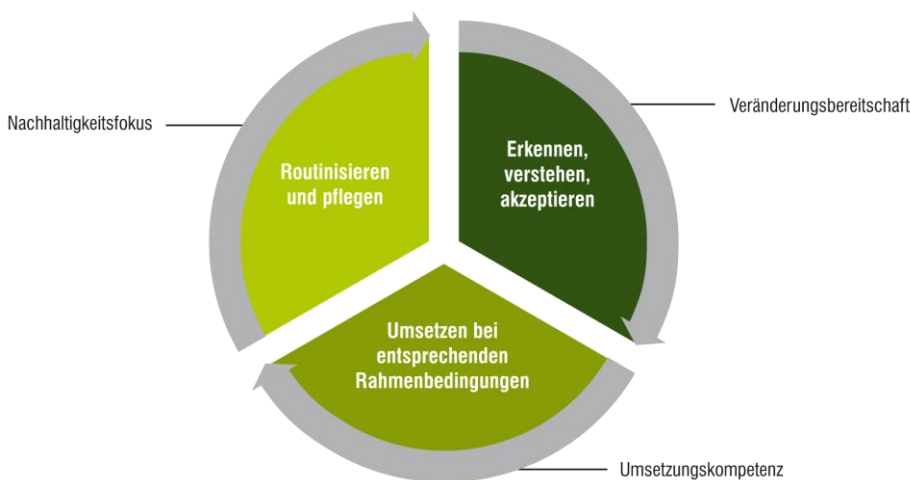 Nachhaltigkeitsfokus
Routinisieren
und pflegen
Erkennen,
verstehen,
akzeptieren
Veränderungsbereitschaft
Umsetzen bei
entsprechenden
Rahmenbedingungen
Umsetzungskompetenz